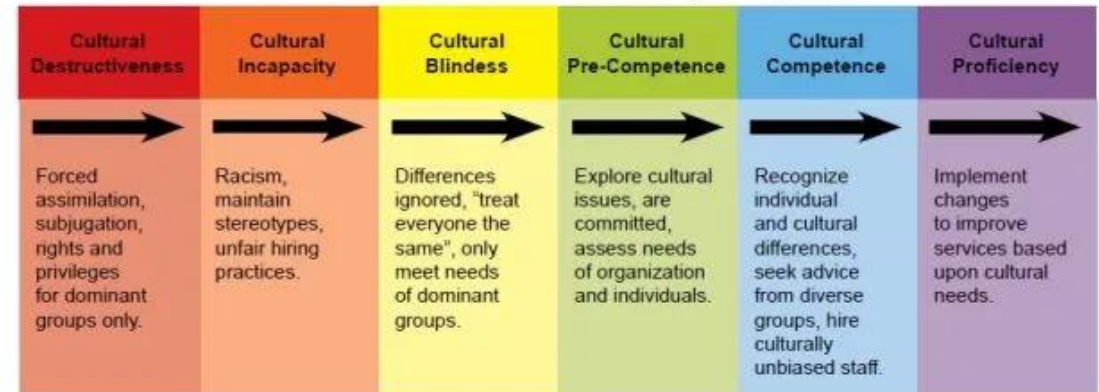 Cultural
Destructiveness
Cultural
Incapacity
Cultural
Blindess
Cultural
Pre-Competence
Cultural
Competence
Cultural
Proficiency
Forced
assimilation,
subjugation,
rights and
privileges
for dominant
groups only.
Racism,
maintain
stereotypes,
unfair hiring
practices.
Differences
ignored, "treat
everyone the
same", only
meet needs
of dominant
groups.
Explore cultural
issues, are
committed,
assess needs
of organization
and individuals.
Recognize
individual
and cultural
differences,
seek advice
from diverse
groups, hire
culturally
unbiased staff.
Implement
changes
to improve
services based
upon cultural
needs.